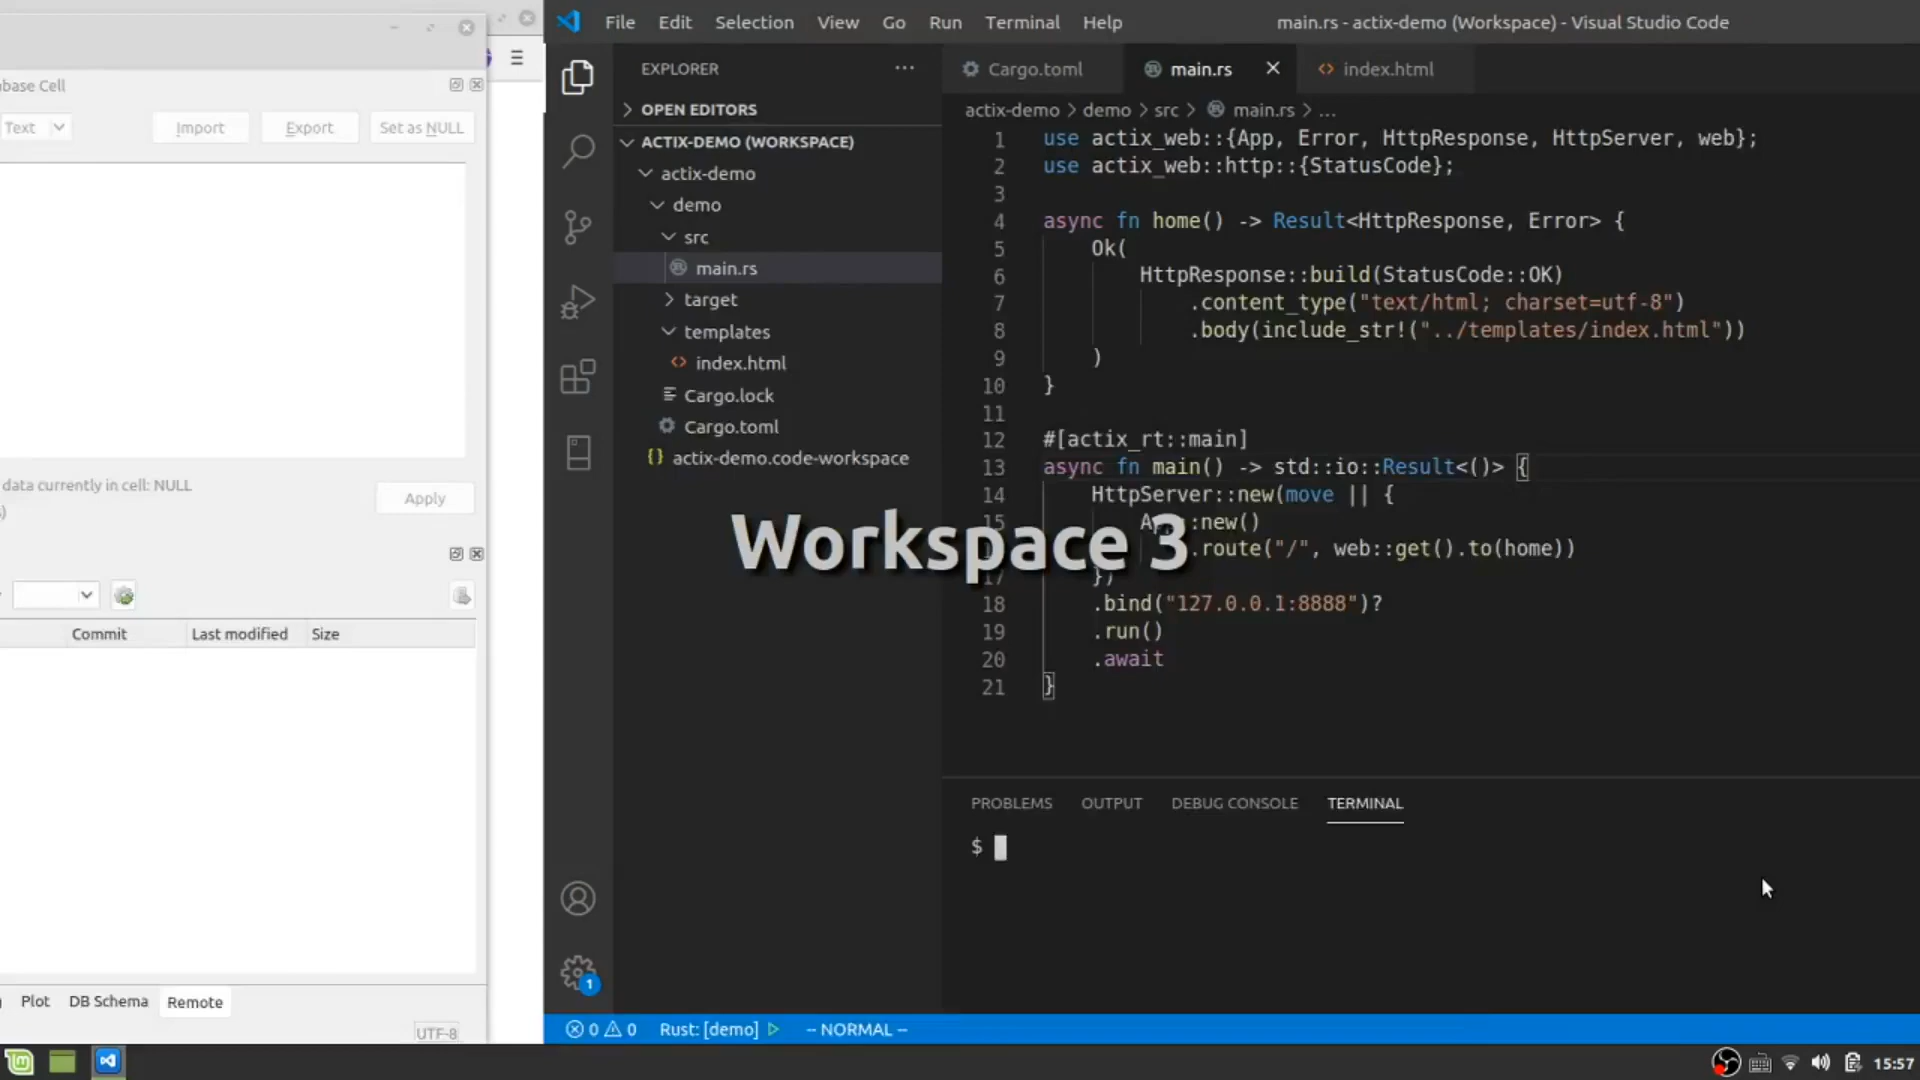 base Cell
Text
Import
Export
Set as NULL
data currently in cell: NULL
Apply
Commit
Last modified
Size
Plot
DB Schema
Remote
UTF-8
File
Edit
Selection
View
Go
Run
Terminal
Help
main.rs - actix-demo (Workspace) - Visual Studio Code
EXPLORER
OPEN EDITORS
ACTIX-DEMO (WORKSPACE)
actix-demo
demo
src
main.rs
target
templates
index.html
Cargo.lock
Cargo.toml
actix-demo.code-workspace
Cargo.toml
main.rs
index.html
actix-demo > demo > src > main.rs > ...
1 use actix_web::{App, Error, HttpResponse, HttpServer, web};
2 use actix_web::http::{StatusCode};
3
4 async fn home() -> Result<HttpResponse, Error> {
5 Ok(
6 HttpResponse::build(StatusCode::OK)
7 .content_type("text/html; charset=utf-8")
8 .body(include_str!("../templates/index.html"))
9 )
10 }
11
12 #[actix_rt::main]
13 async fn main() -> std::io::Result<()> {
14 HttpServer::new(move || {
15 App::new()
.route("/", web::get().to(home))
17 })
18 .bind("127.0.0.1:8888")?
19 .run()
20 .await
21 }
Workspace 3
PROBLEMS
OUTPUT
DEBUG CONSOLE
TERMINAL
$
1
0 0 Rust: [demo] -- NORMAL --
15:57